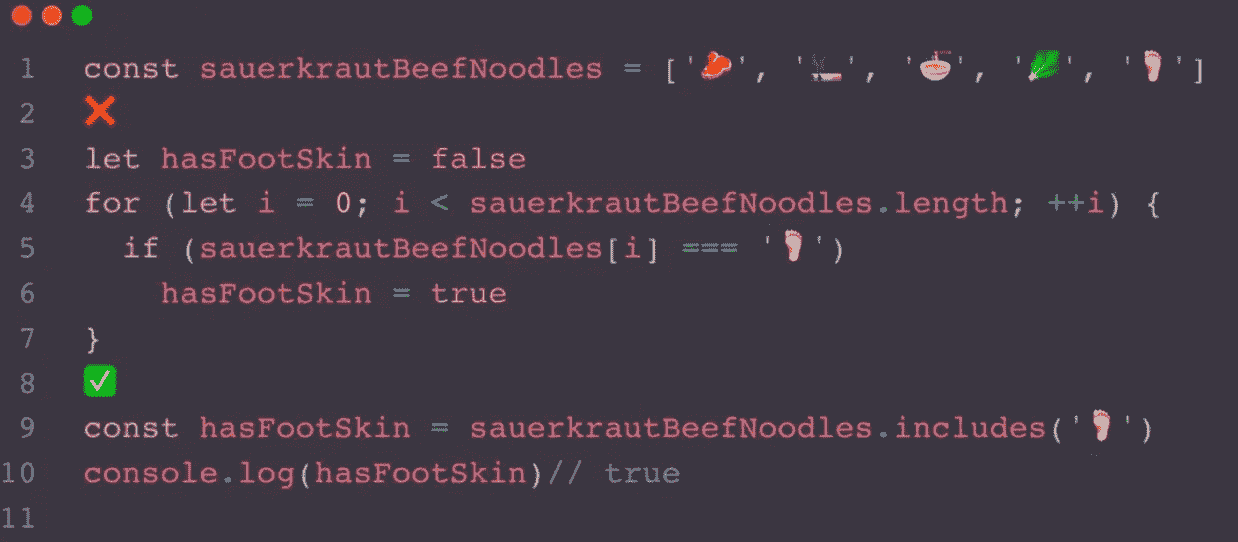 1 const sauerkrautBeefNoodles = ['🥩', '🚬', '🍜', '🥬', '🦶']
2 ❌
3 let hasFootSkin = false
4 for (let i = 0; i < sauerkrautBeefNoodles.length; ++i) {
5 if (sauerkrautBeefNoodles[i] === '🦶')
6 hasFootSkin = true
7 }
8 ✅
9 const hasFootSkin = sauerkrautBeefNoodles.includes('🦶')
10 console.log(hasFootSkin)// true
11